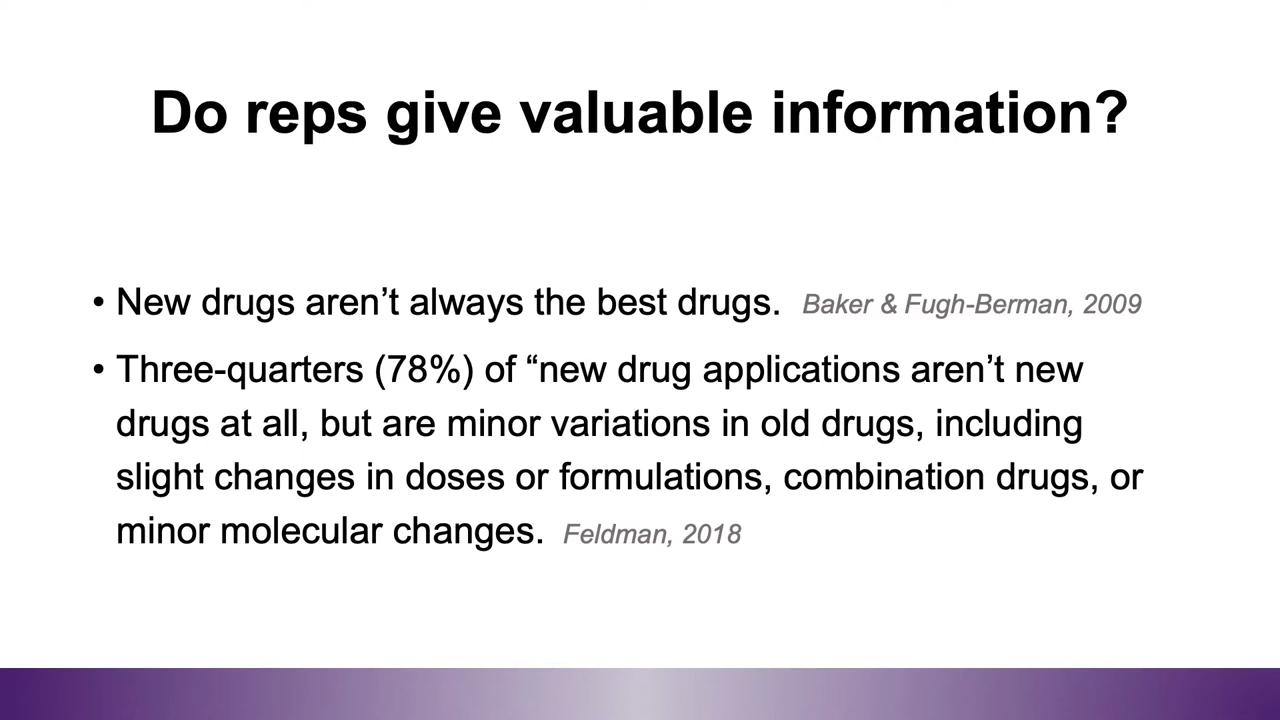 Do reps give valuable information?
• New drugs aren’t always the best drugs. Baker & Fugh-Berman, 2009
• Three-quarters (78%) of “new drug applications aren’t new
drugs at all, but are minor variations in old drugs, including
slight changes in doses or formulations, combination drugs, or
minor molecular changes. Feldman, 2018